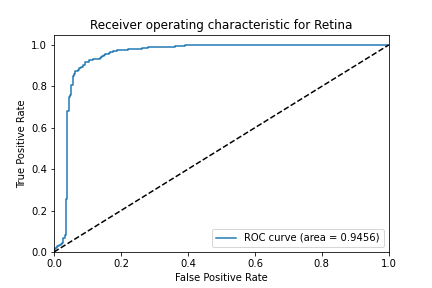 Receiver operating characteristic for Retina
True Positive Rate
1.0
0.8
0.6
0.4
0.2
0.0
ROC curve (area = 0.9456)
0.0 0.2 0.4 0.6 0.8 1.0
False Positive Rate